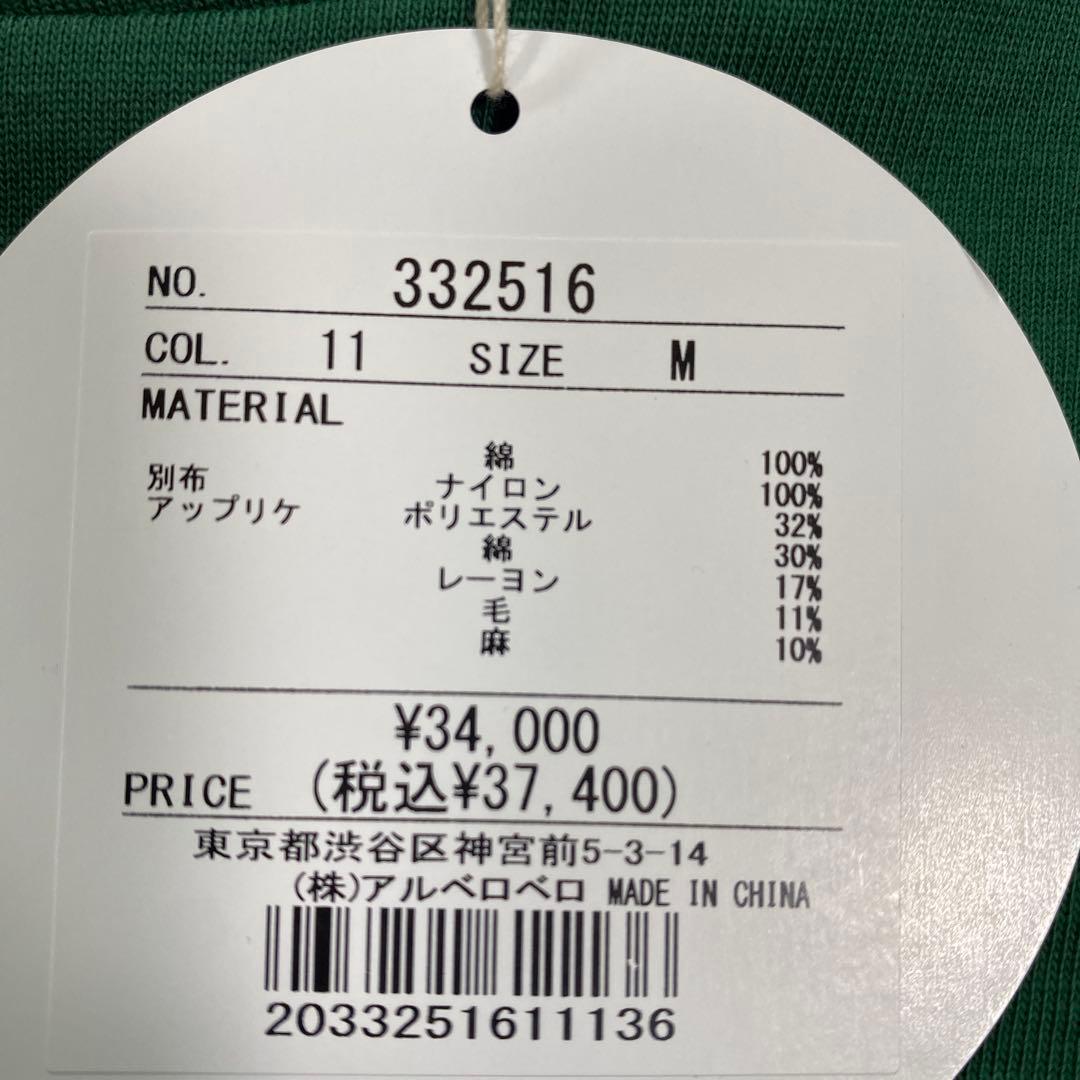 NO. 332516
COL. 11 SIZE M
MATERIAL
綿 100%
別布 ナイロン 100%
アップリケ ポリエステル 32%
綿 30%
レーヨン 17%
毛 11%
麻 10%
¥34,000
PRICE (税込¥37,400)
東京都渋谷区神宮前5-3-14
(株)アルベロベロ MADE IN CHINA
2033251611136